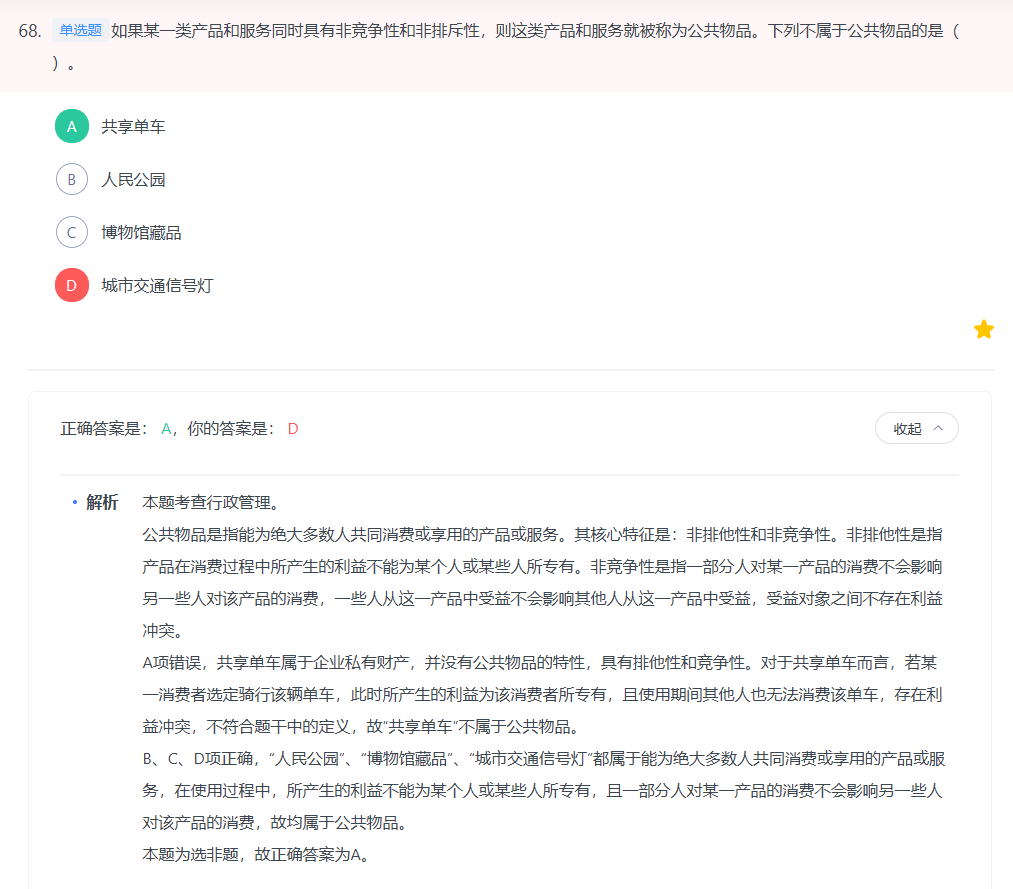 68. 单选题 如果某一类产品和服务同时具有非竞争性和非排斥性，则这类产品和服务就被称为公共物品。下列不属于公共物品的是（
）。
A 共享单车
B 人民公园
C 博物馆藏品
D 城市交通信号灯
正确答案是： A，你的答案是： D 收起
• 解析 本题考查行政管理。
公共物品是指能为绝大多数人共同消费或享用的产品或服务。其核心特征是：非排他性和非竞争性。非排他性是指
产品在消费过程中所产生的利益不能为某个人或某些人所专有。非竞争性是指一部分人对某一产品的消费不会影响
另一些人对该产品的消费，一些人从这一产品中受益不会影响其他人从这一产品中受益，受益对象之间不存在利益
冲突。
A项错误，共享单车属于企业私有财产，并没有公共物品的特性，具有排他性和竞争性。对于共享单车而言，若某
一消费者选定骑行该辆单车，此时所产生的利益为该消费者所专有，且使用期间其他人也无法消费该单车，存在利
益冲突，不符合题干中的定义，故“共享单车”不属于公共物品。
B、C、D项正确，“人民公园”、“博物馆藏品”、“城市交通信号灯”都属于能为绝大多数人共同消费或享用的产品或服
务，在使用过程中，所产生的利益不能为某个人或某些人所专有，且一部分人对某一产品的消费不会影响另一些人
对该产品的消费，故均属于公共物品。
本题为选非题，故正确答案为A。